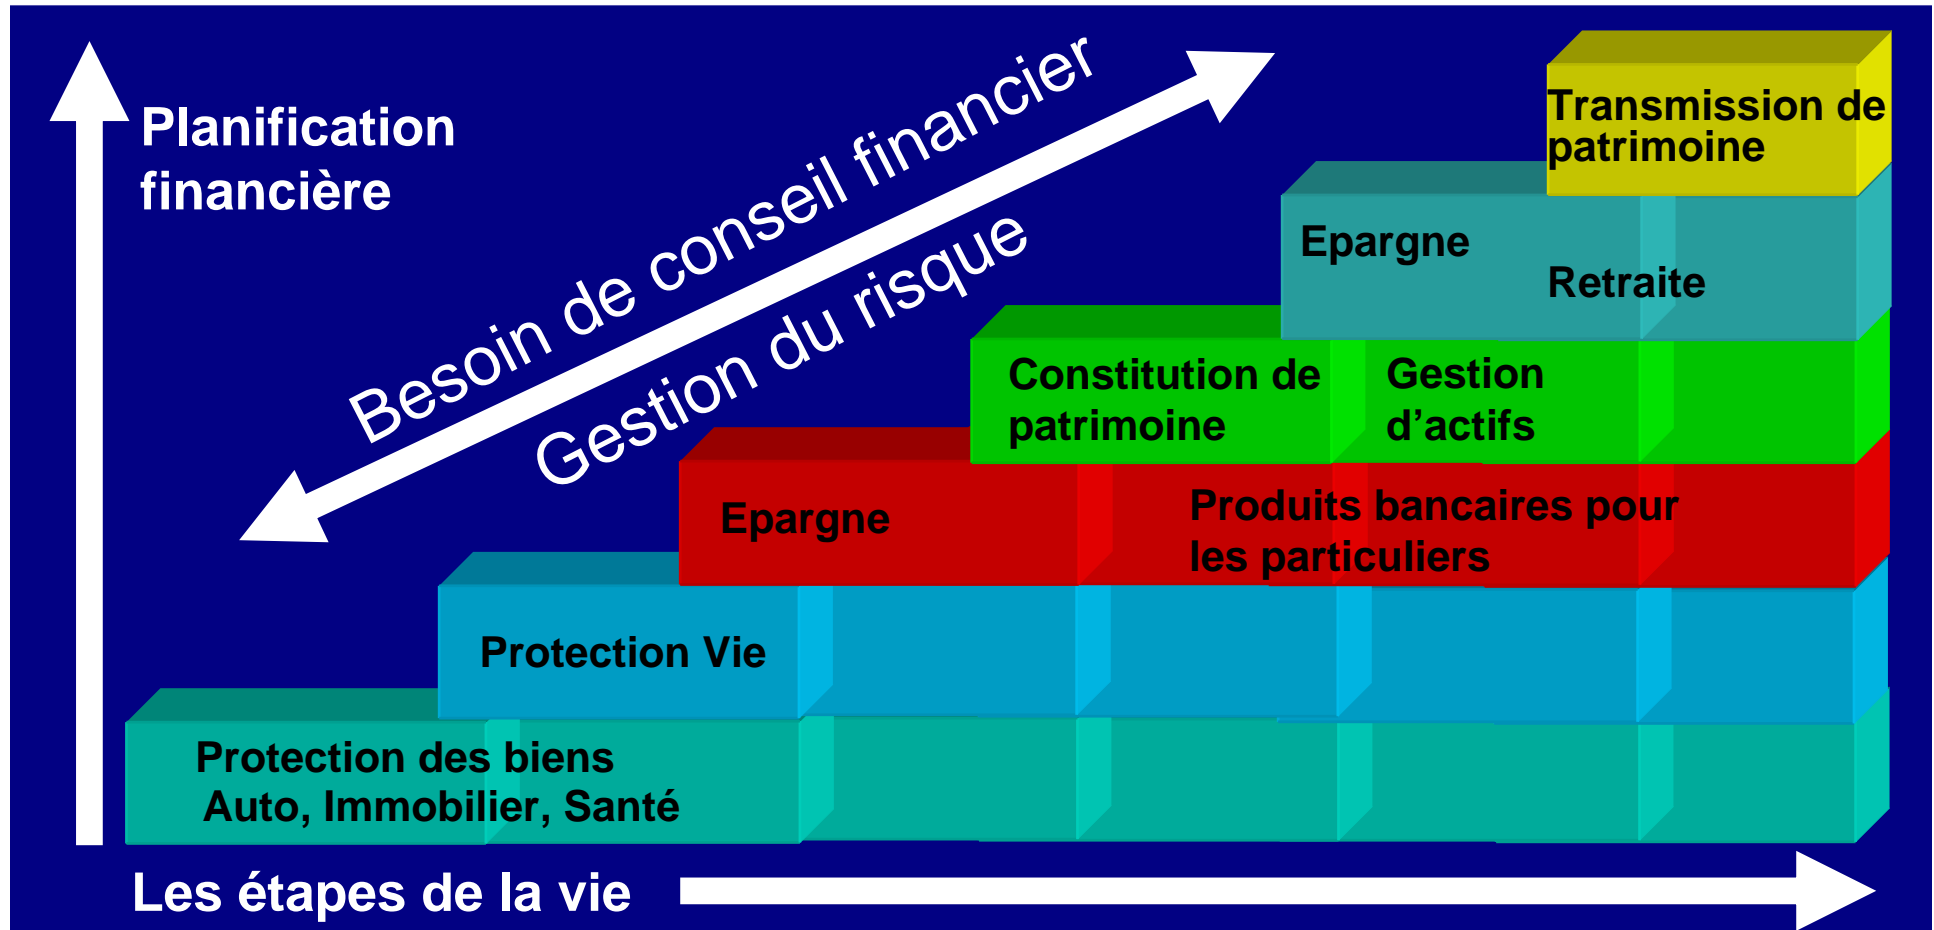 Planification
financière
Besoin de conseil financier
Gestion du risque
Transmission de
patrimoine
Epargne
Retraite
Constitution de
patrimoine
Gestion
d’actifs
Epargne
Produits bancaires pour
les particuliers
Protection Vie
Protection des biens
Auto, Immobilier, Santé
Les étapes de la vie